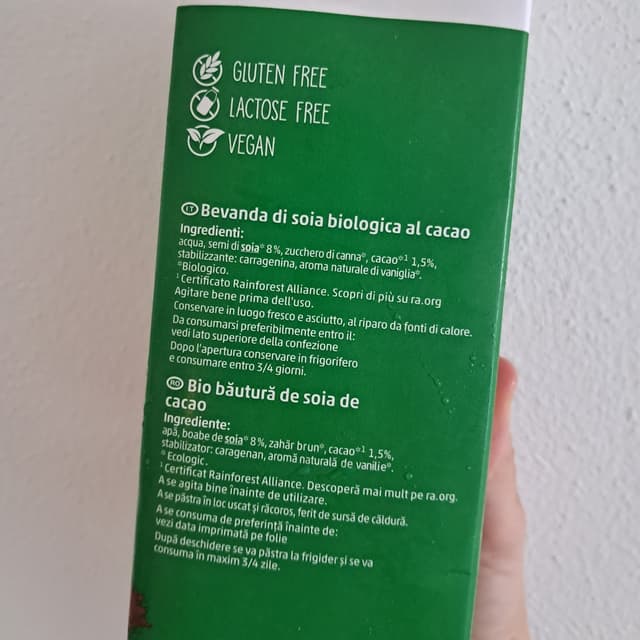 GLUTEN FREE
LACTOSE FREE
VEGAN
IT Bevanda di soia biologica al cacao
Ingredienti:
acqua, semi di soia° 8%, zucchero di canna°, cacao°¹ 1,5%,
stabilizzante: carragenina, aroma naturale di vaniglia°.
°Biologico.
¹ Certificato Rainforest Alliance. Scopri di più su ra.org
Agitare bene prima dell'uso.
Conservare in luogo fresco e asciutto, al riparo da fonti di calore.
Da consumarsi preferibilmente entro il:
vedi lato superiore della confezione
Dopo l'apertura conservare in frigorifero
e consumare entro 3/4 giorni.
RO Bio băutură de soia de
cacao
Ingrediente:
apă, boabe de soia° 8%, zahăr brun°, cacao°¹ 1,5%,
stabilizator: caragenan, aromă naturală de vanilie°.
° Ecologic.
¹ Certificat Rainforest Alliance. Descoperă mai mult pe ra.org.
A se agita bine înainte de utilizare.
A se păstra în loc uscat și răcoros, ferit de sursă de căldură.
A se consuma de preferință înainte de:
vezi data imprimată pe folie
După deschidere se va păstra la frigider și se va
consuma în maxim 3/4 zile.